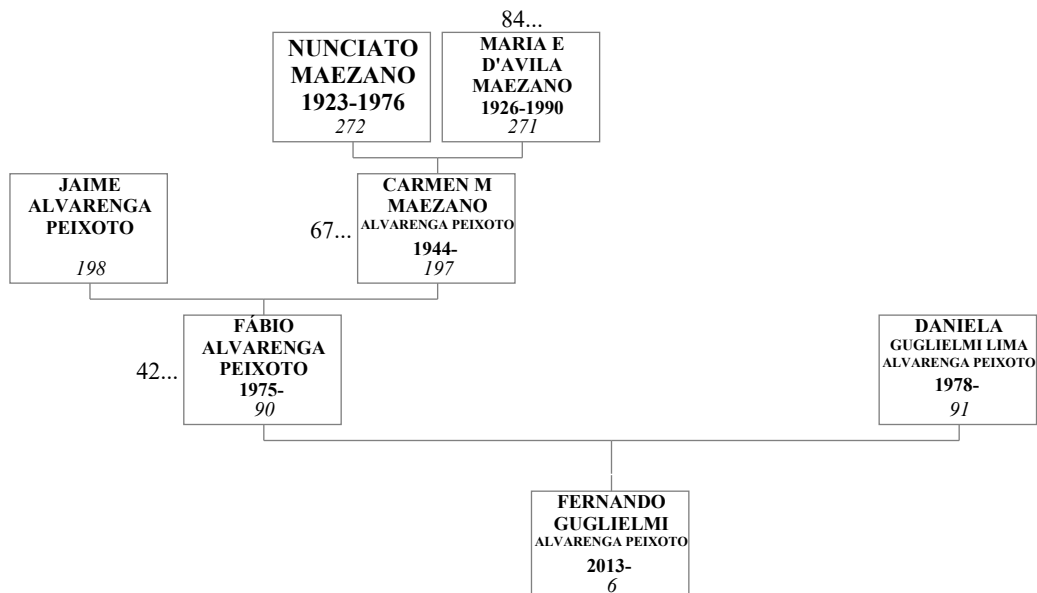 84...
NUNCIATO
MAEZANO
1923-1976
272
MARIA E
D'AVILA
MAEZANO
1926-1990
271
JAIME
ALVARENGA
PEIXOTO
198
67...
CARMEN M
MAEZANO
ALVARENGA PEIXOTO
1944-
197
42...
FÁBIO
ALVARENGA
PEIXOTO
1975-
90
DANIELA
GUGLIELMI LIMA
ALVARENGA PEIXOTO
1978-
91
FERNANDO
GUGLIELMI
ALVARENGA PEIXOTO
2013-
6